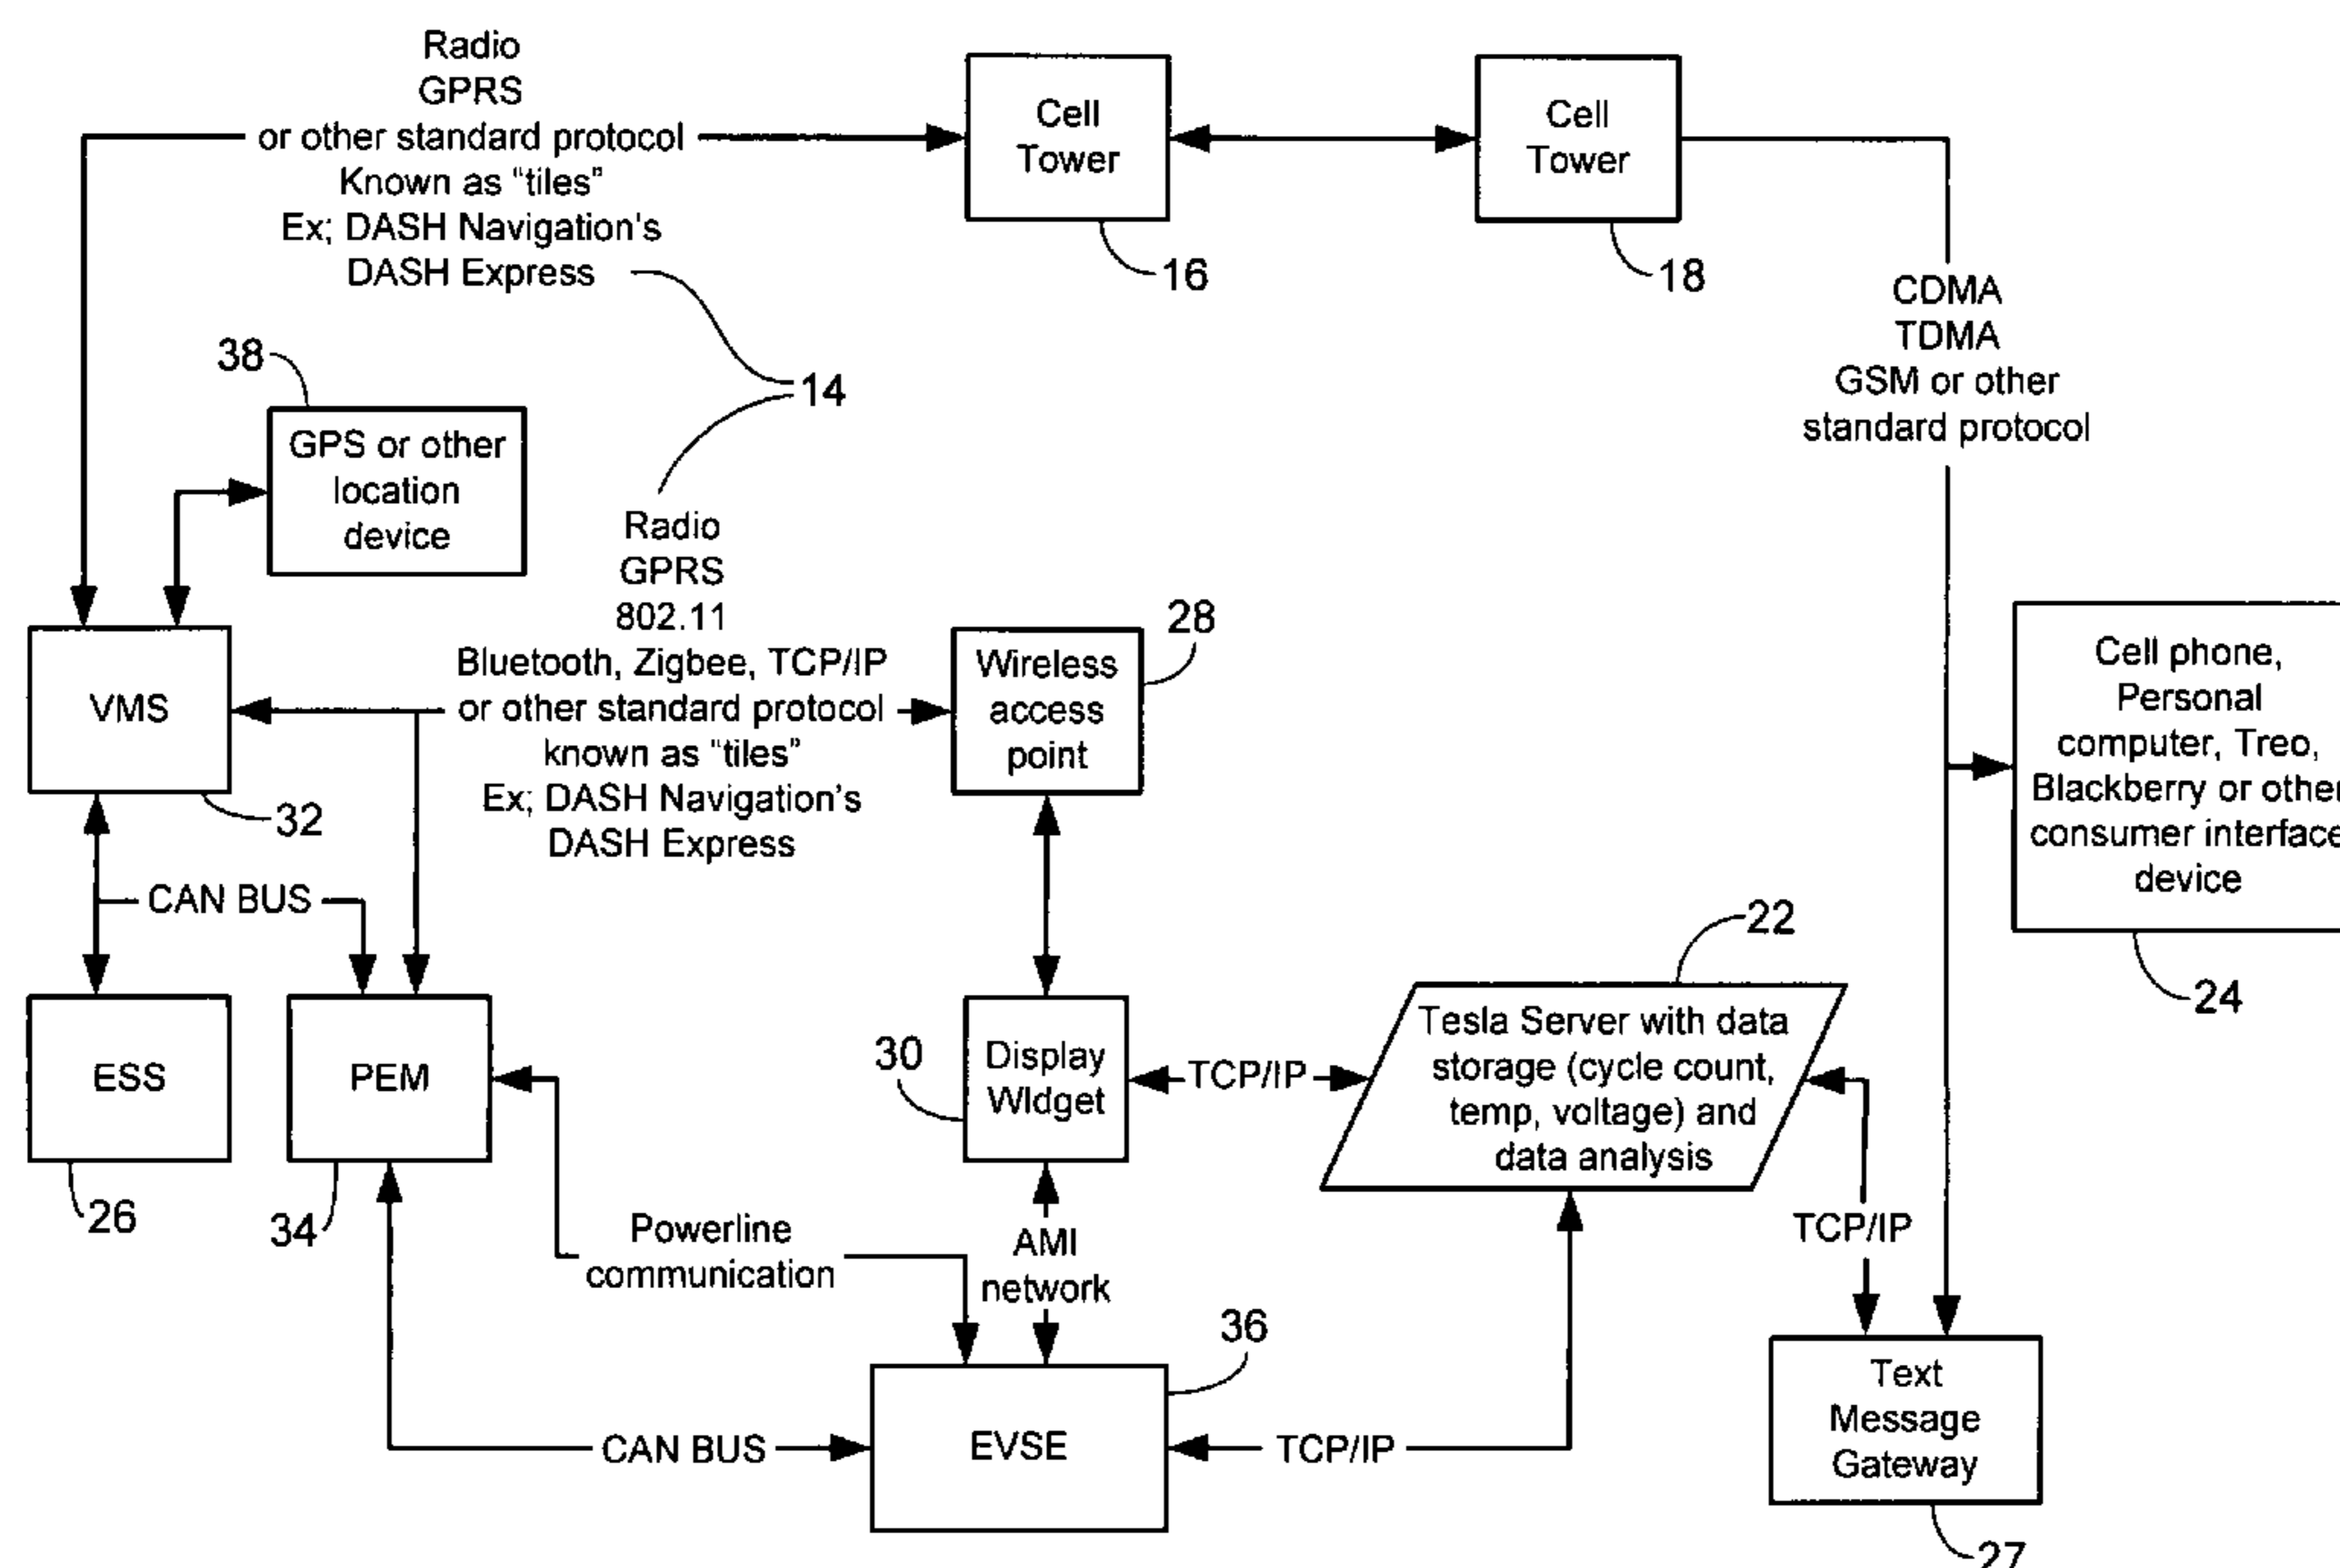 Radio
GPRS
or other standard protocol
Known as “tiles”
Ex; DASH Navigation's
DASH Express
Cell
Tower
16
Cell
Tower
18
CDMA
TDMA
GSM or other
standard protocol
14
38
GPS or other
location
device
Radio
GPRS
802.11
Bluetooth, Zigbee, TCP/IP
or other standard protocol
known as “tiles”
Ex; DASH Navigation's
DASH Express
VMS
32
28
Wireless
access
point
Cell phone,
Personal
computer, Treo,
Blackberry or other
consumer interface
device
24
CAN BUS
ESS
26
PEM
34
30
Display
WIdget
TCP/IP
22
Tesla Server with data
storage (cycle count,
temp, voltage) and
data analysis
TCP/IP
Powerline
communication
AMI
network
36
CAN BUS
EVSE
TCP/IP
Text
Message
Gateway
27